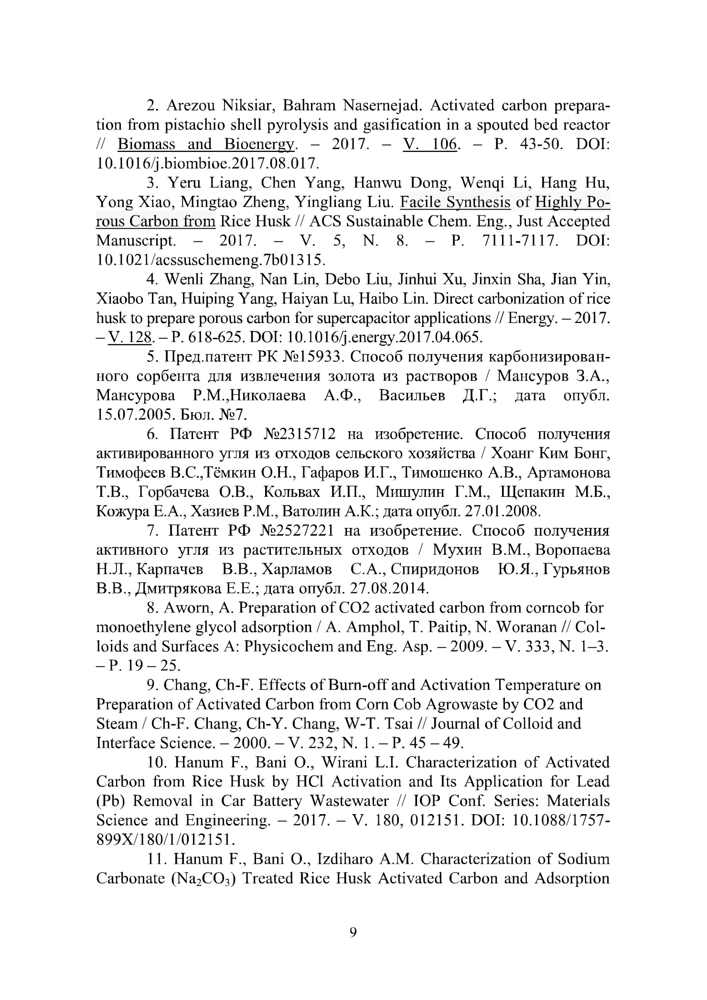 2. Arezou Niksiar, Bahram Nasernejad. Activated carbon prepara-
tion from pistachio shell pyrolysis and gasification in a spouted bed reactor
// Biomass and Bioenergy. – 2017. – V. 106. – P. 43-50. DOI:
10.1016/j.biombioe.2017.08.017.
3. Yeru Liang, Chen Yang, Hanwu Dong, Wenqi Li, Hang Hu,
Yong Xiao, Mingtao Zheng, Yingliang Liu. Facile Synthesis of Highly Po-
rous Carbon from Rice Husk // ACS Sustainable Chem. Eng., Just Accepted
Manuscript. – 2017. – V. 5, N. 8. – P. 7111-7117. DOI:
10.1021/acssuschemeng.7b01315.
4. Wenli Zhang, Nan Lin, Debo Liu, Jinhui Xu, Jinxin Sha, Jian Yin,
Xiaobo Tan, Huiping Yang, Haiyan Lu, Haibo Lin. Direct carbonization of rice
husk to prepare porous carbon for supercapacitor applications // Energy. – 2017.
– V. 128. – P. 618-625. DOI: 10.1016/j.energy.2017.04.065.
5. Пред.патент РК №15933. Способ получения карбонизирован-
ного сорбента для извлечения золота из растворов / Мансуров З.А.,
Мансурова Р.М.,Николаева А.Ф., Васильев Д.Г.; дата опубл.
15.07.2005. Бюл. №7.
6. Патент РФ №2315712 на изобретение. Способ получения
активированного угля из отходов сельского хозяйства / Хоанг Ким Бонг,
Тимофеев В.С.,Тёмкин О.Н., Гафаров И.Г., Тимошенко А.В., Артамонова
Т.В., Горбачева О.В., Кольвах И.П., Мишулин Г.М., Щепакин М.Б.,
Кожура Е.А., Хазиев Р.М., Ватолин А.К.; дата опубл. 27.01.2008.
7. Патент РФ №2527221 на изобретение. Способ получения
активного угля из растительных отходов / Мухин В.М., Воропаева
Н.Л., Карпачев В.В., Харламов С.А., Спиридонов Ю.Я., Гурьянов
В.В., Дмитрякова Е.Е.; дата опубл. 27.08.2014.
8. Aworn, A. Preparation of CO2 activated carbon from corncob for
monoethylene glycol adsorption / A. Amphol, T. Paitip, N. Woranan // Col-
loids and Surfaces A: Physicochem and Eng. Asp. – 2009. – V. 333, N. 1–3.
– P. 19 – 25.
9. Chang, Ch-F. Effects of Burn-off and Activation Temperature on
Preparation of Activated Carbon from Corn Cob Agrowaste by CO2 and
Steam / Ch-F. Chang, Ch-Y. Chang, W-T. Tsai // Journal of Colloid and
Interface Science. – 2000. – V. 232, N. 1. – P. 45 – 49.
10. Hanum F., Bani O., Wirani L.I. Characterization of Activated
Carbon from Rice Husk by HCl Activation and Its Application for Lead
(Pb) Removal in Car Battery Wastewater // IOP Conf. Series: Materials
Science and Engineering. – 2017. – V. 180, 012151. DOI: 10.1088/1757-
899X/180/1/012151.
11. Hanum F., Bani O., Izdiharo A.M. Characterization of Sodium
Carbonate (Na₂CO₃) Treated Rice Husk Activated Carbon and Adsorption
9